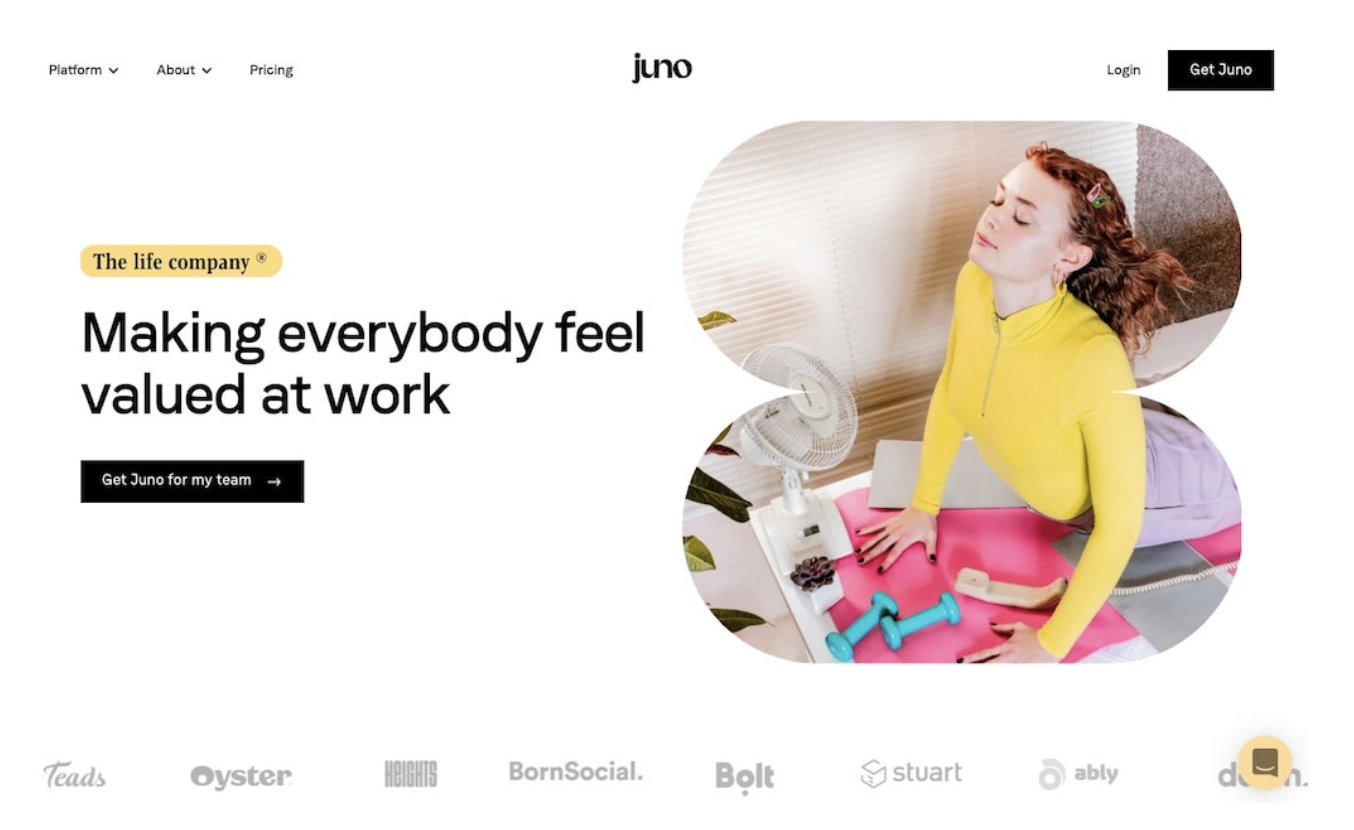 Platform
About
Pricing
juno
Login
Get Juno
The life company ®
Making everybody feel
valued at work
Get Juno for my team →
Teads
Oyster
HEIGHTS
BornSocial.
Bolt
stuart
ably